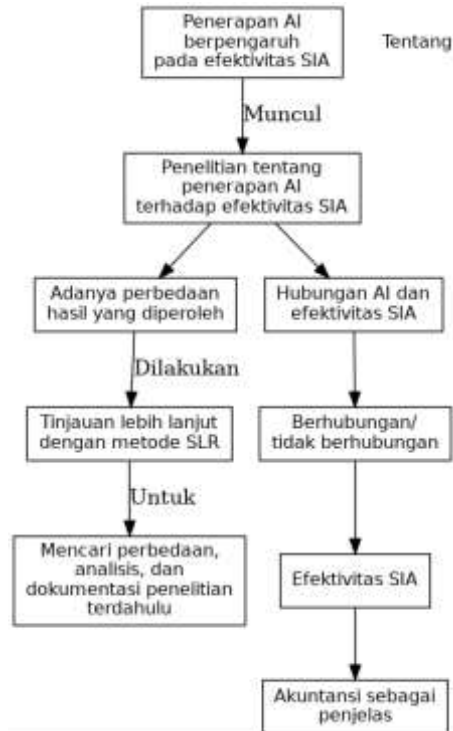 Penerapan AI
berpengaruh
pada efektivitas SIA
Tentang
Muncul
Penelitian tentang
penerapan AI
terhadap efektivitas SIA
Adanya perbedaan
hasil yang diperoleh
Hubungan AI dan
efektivitas SIA
Dilakukan
Tinjauan lebih lanjut
dengan metode SLR
Berhubungan/
tidak berhubungan
Untuk
Mencari perbedaan,
analisis, dan
dokumentasi penelitian
terdahulu
Efektivitas SIA
Akuntansi sebagai
penjelas